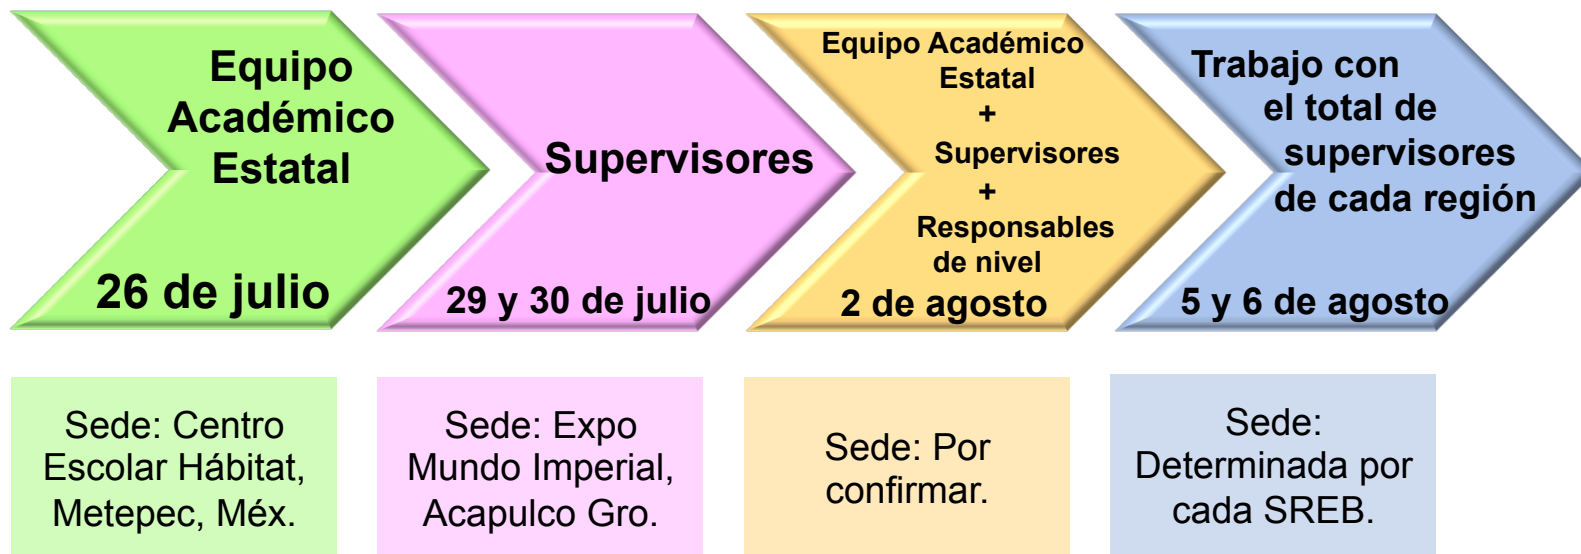 Equipo
Académico
Estatal
26 de julio
Supervisores
29 y 30 de julio
Equipo Académico
Estatal
+
Supervisores
+
Responsables
de nivel
2 de agosto
Trabajo con
el total de
supervisores
de cada región
5 y 6 de agosto
Sede: Centro
Escolar Hábitat,
Metepec, Méx.
Sede: Expo
Mundo Imperial,
Acapulco Gro.
Sede: Por
confirmar.
Sede:
Determinada por
cada SREB.